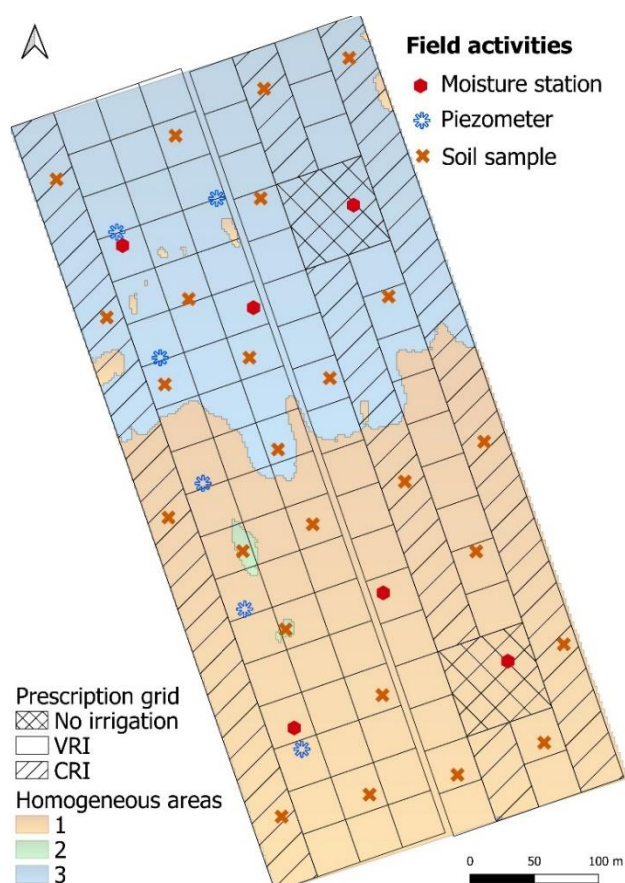 Field activities
Moisture station
Piezometer
Soil sample
Prescription grid
No irrigation
VRI
CRI
Homogeneous areas
1
2
3
0 50 100 m